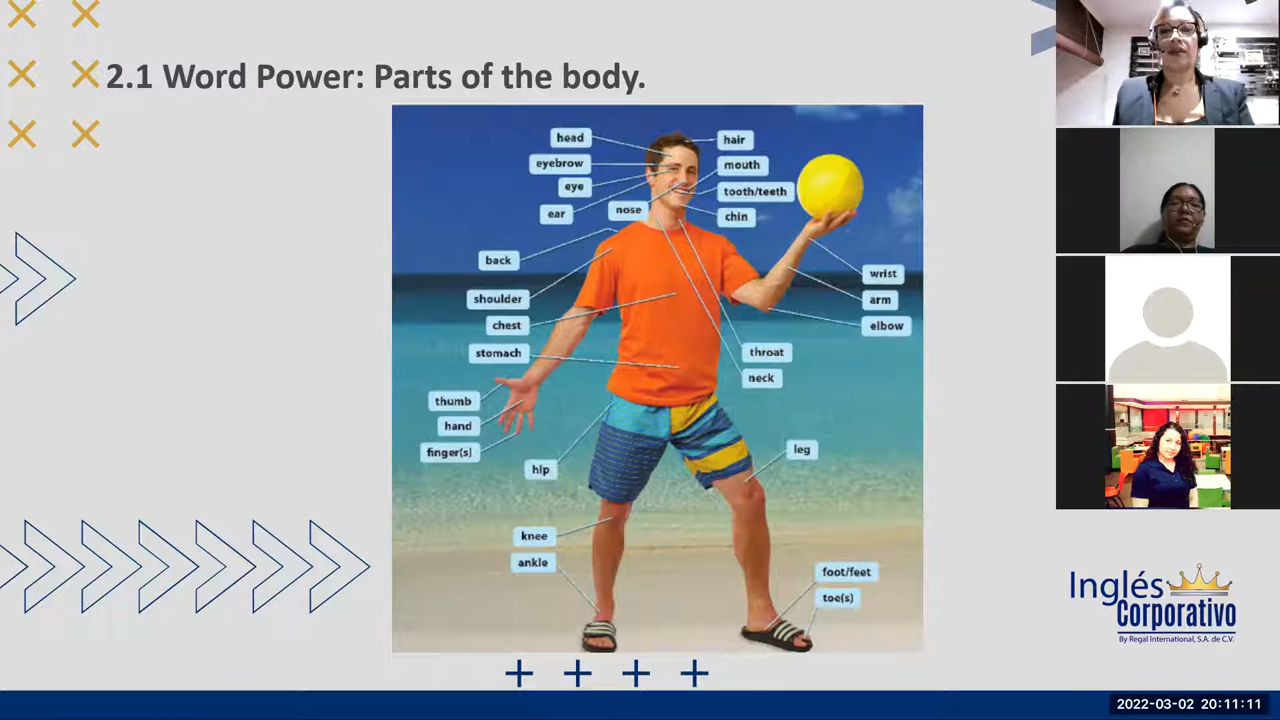 2.1 Word Power: Parts of the body.
head
hair
eyebrow
mouth
eye
tooth/teeth
ear
nose
chin
back
wrist
shoulder
arm
chest
elbow
stomach
throat
neck
thumb
hand
finger(s)
hip
leg
knee
ankle
foot/feet
toe(s)
Inglés
Corporativo
By Regal International, S.A. de C.V.
2022-03-02 20:11:11